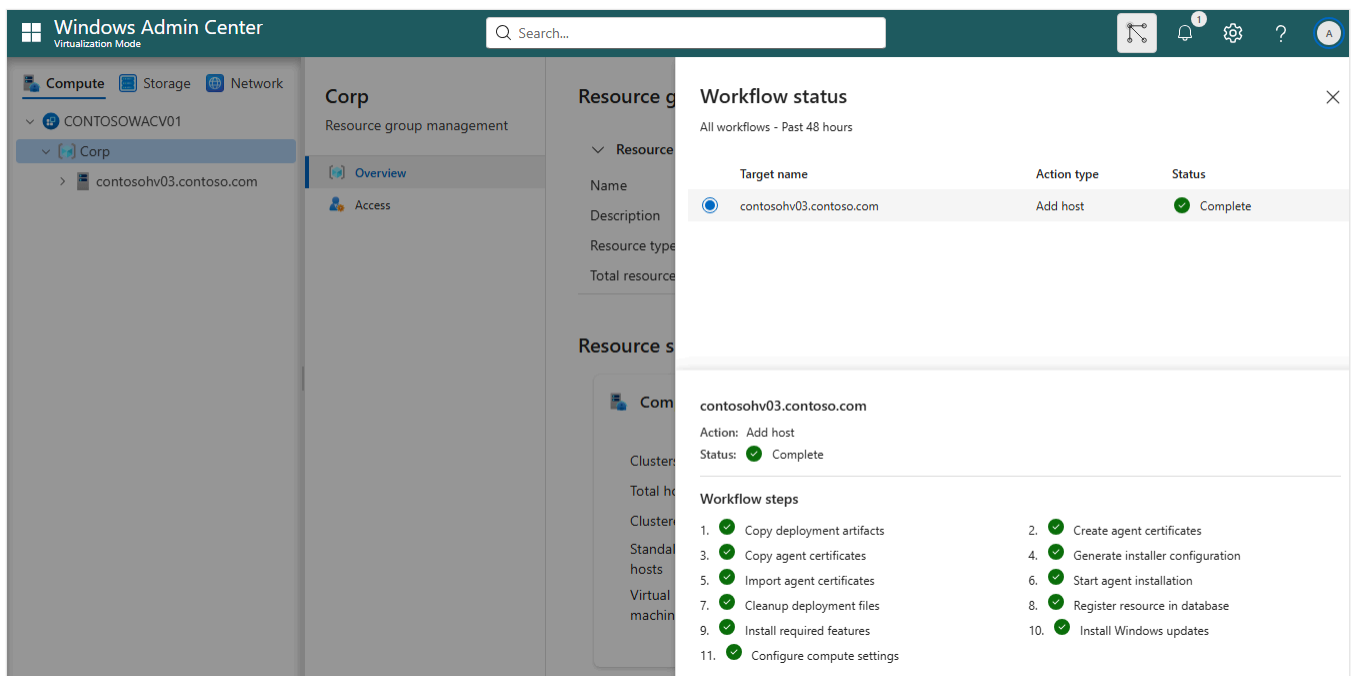 Windows Admin Center
Virtualization Mode
Search...
1
?
A
Compute
Storage
Network
CONTOSOWACV01
Corp
contosohv03.contoso.com
Corp
Resource group management
Overview
Access
Resource g
Resource
Name
Description
Resource type
Total resource
Resource s
Com
Clusters
Total ho
Clustere
Standal
hosts
Virtual
machin
Workflow status
All workflows - Past 48 hours
Target name Action type Status
contosohv03.contoso.com Add host Complete
contosohv03.contoso.com
Action: Add host
Status: Complete
Workflow steps
1. Copy deployment artifacts
2. Create agent certificates
3. Copy agent certificates
4. Generate installer configuration
5. Import agent certificates
6. Start agent installation
7. Cleanup deployment files
8. Register resource in database
9. Install required features
10. Install Windows updates
11. Configure compute settings